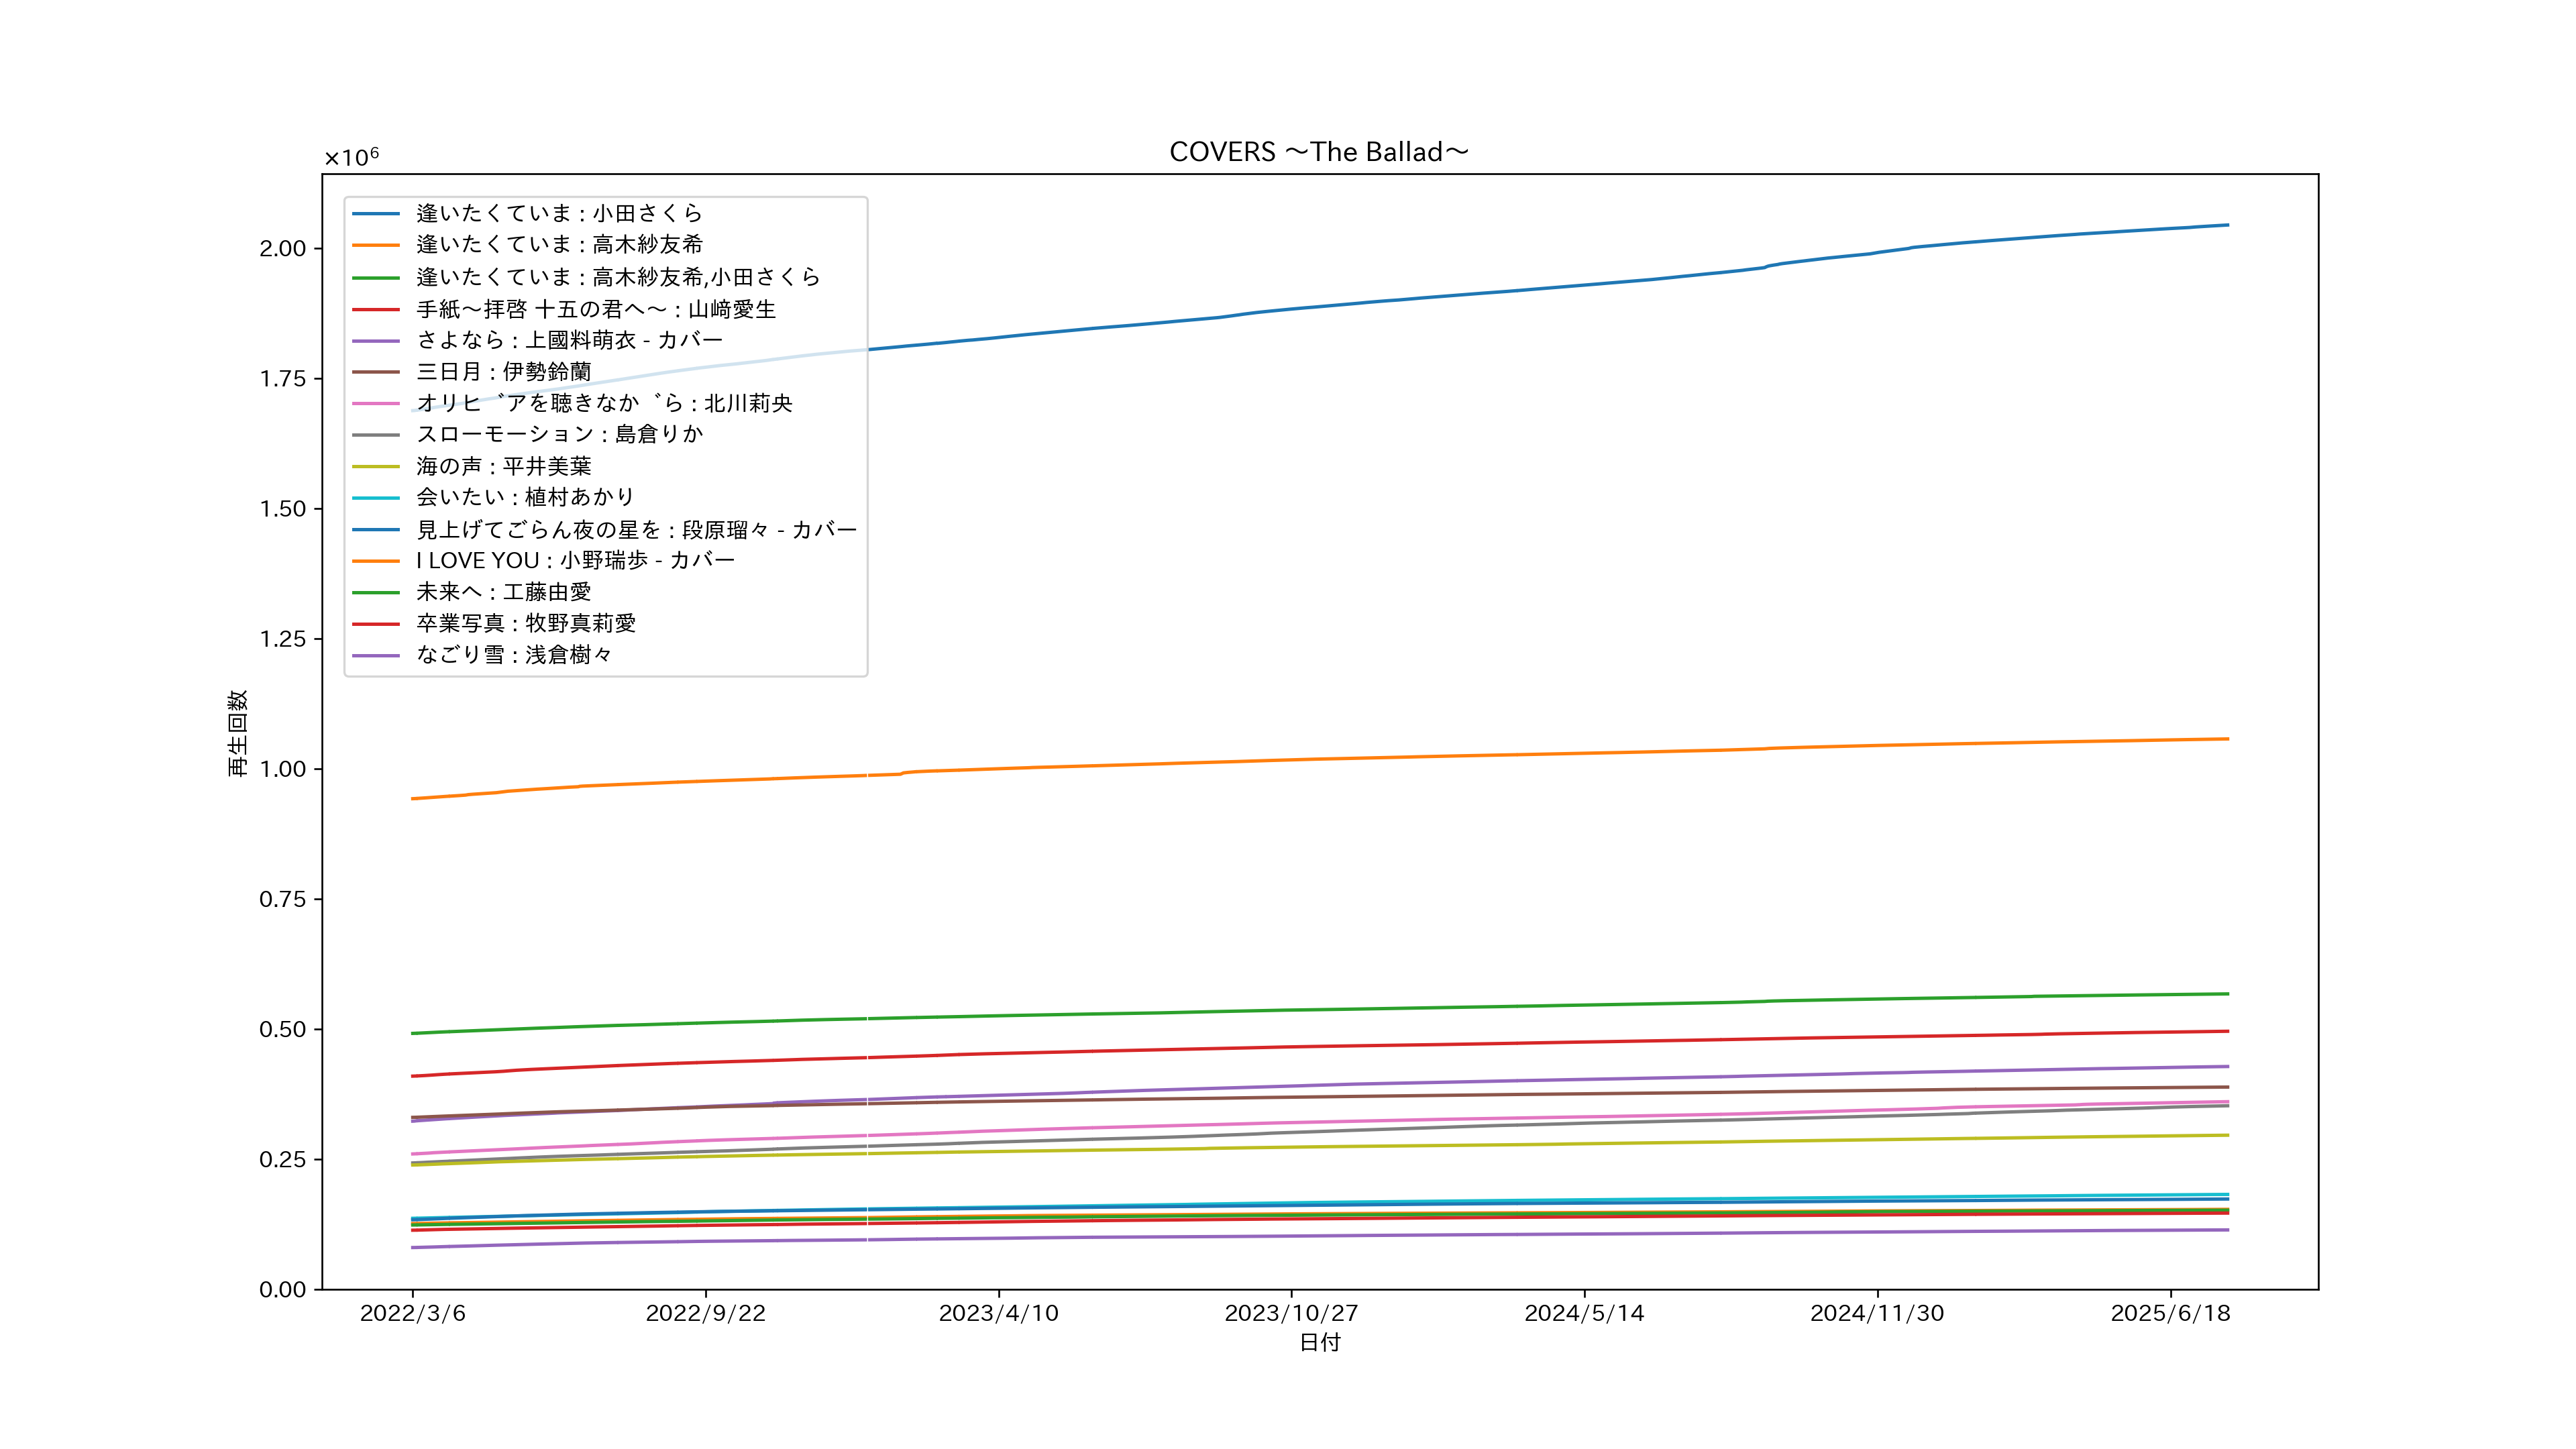 COVERS ～The Ballad～
×10⁶
逢いたくていま : 小田さくら
逢いたくていま : 高木紗友希
逢いたくていま : 高木紗友希,小田さくら
手紙～拝啓 十五の君へ～ : 山﨑愛生
さよなら : 上國料萌衣 - カバー
三日月 : 伊勢鈴蘭
オリビアを聴きながら : 北川莉央
スローモーション : 島倉りか
海の声 : 平井美葉
会いたい : 植村あかり
見上げてごらん夜の星を : 段原瑠々 - カバー
I LOVE YOU : 小野瑞歩 - カバー
未来へ : 工藤由愛
卒業写真 : 牧野真莉愛
なごり雪 : 浅倉樹々
2.00
1.75
1.50
1.25
1.00
0.75
0.50
0.25
0.00
再生回数
2022/3/6
2022/9/22
2023/4/10
2023/10/27
2024/5/14
2024/11/30
2025/6/18
日付